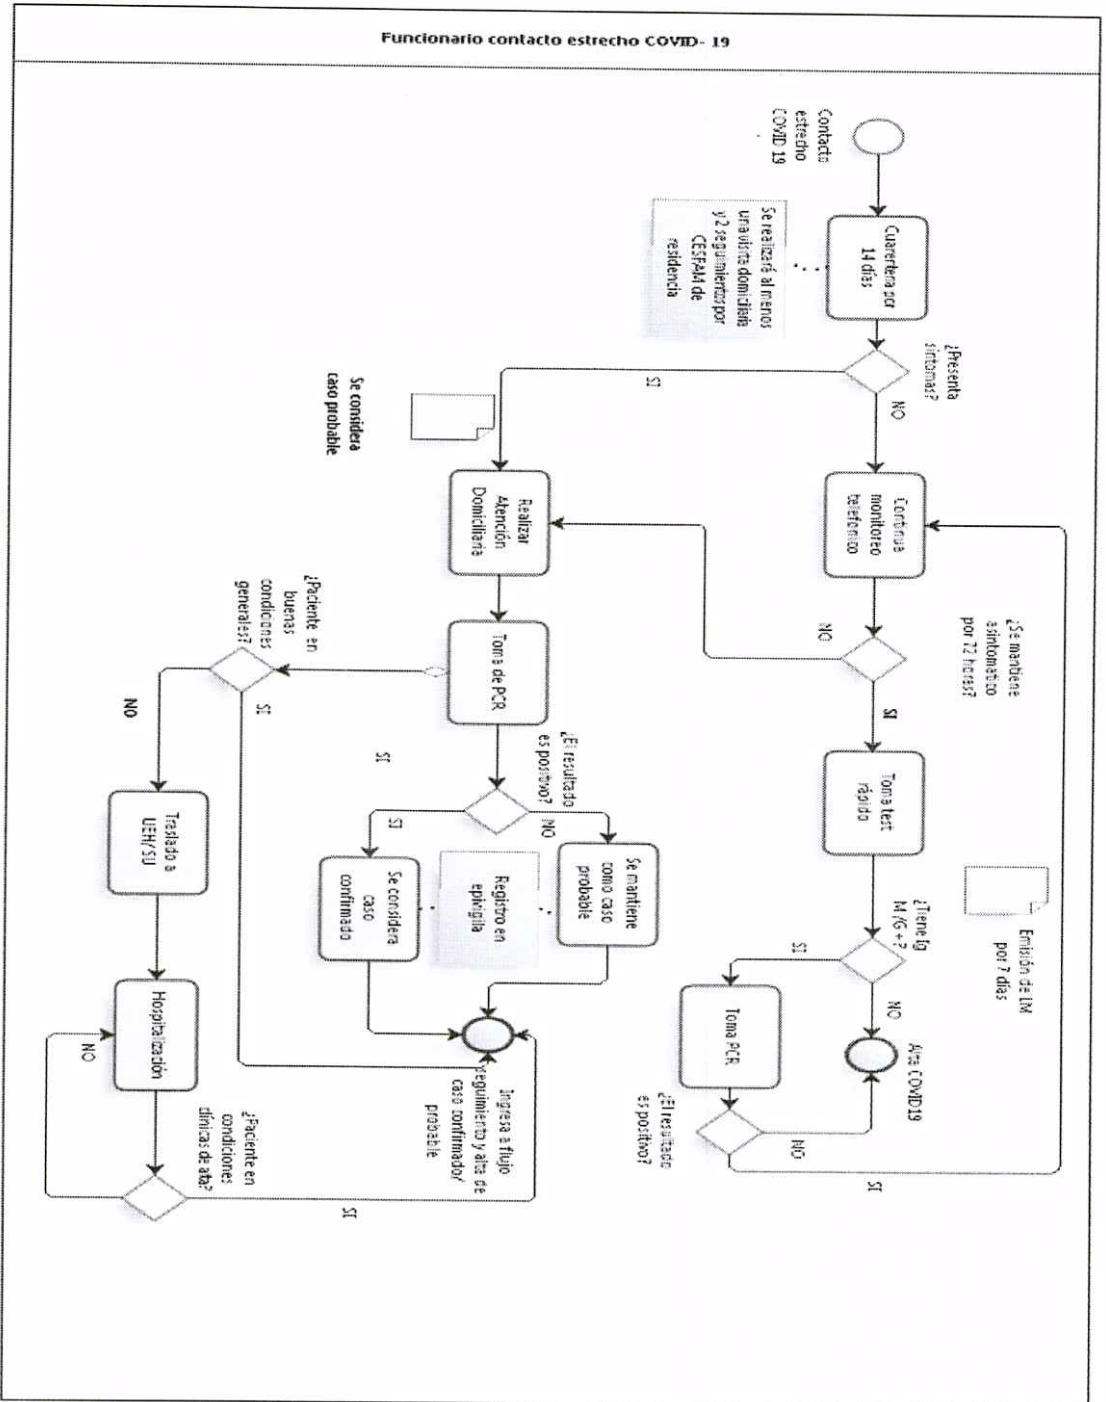 Funcionario contacto estrecho COVID- 19
Contacto
estrecho
COVID 19
Cuarentena por
14 días
Se realizará al menos
una visita domiciliaria
y 2 seguimientos por
CESFAM de
residencia
¿Presenta
síntomas?
NO
SI
Continua
monitoreo
telefonico
¿Se mantiene
asintomatico
por 72 horas?
NO
SI
Toma test
rápido
Emisión de LM
por 7 días
¿Tiene Ig
M /G + ?
NO
SI
Alta COVID19
Toma PCR
¿El resultado
es positivo?
NO
SI
Se considera
caso probable
Realizar
Atención
Domiciliaria
Toma de PCR
¿El resultado
es positivo?
NO
SI
SI
Se mantiene
como caso
probable
Registro en
epivigila
Se considera
caso
confirmado
Ingresa a flujo
seguimiento y alta de
caso confirmado/
probable
¿Paciente en
buenas
condiciones
generales?
SI
NO
Traslado a
UEH/SU
Hospitalización
NO
¿Paciente en
condiciones
clínicas de alta?
SI